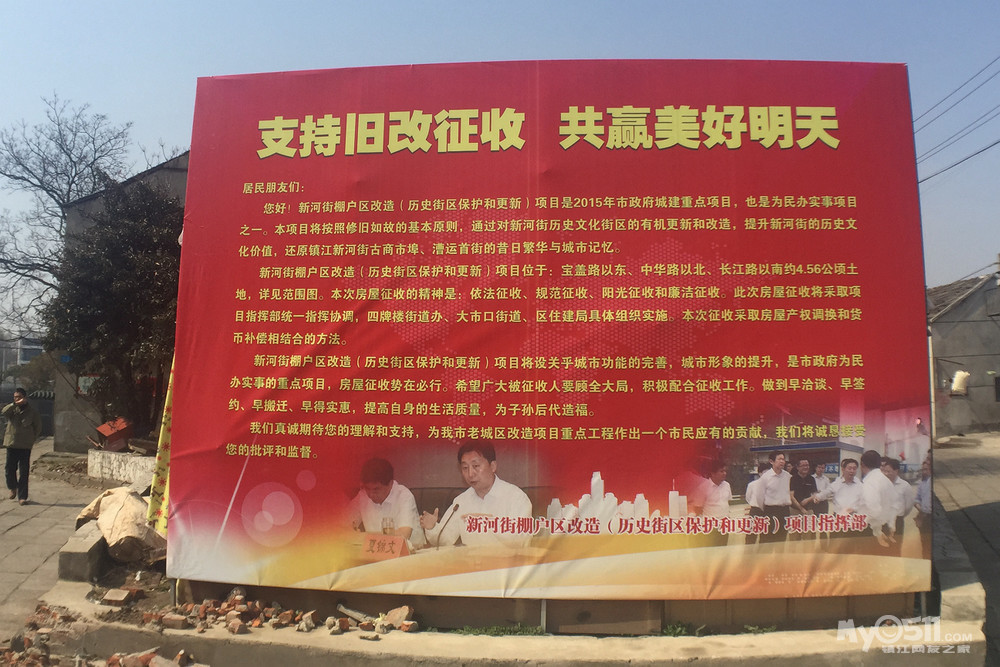 支持旧改征收 共赢美好明天
居民朋友们：
您好！新河街棚户区改造（历史街区保护和更新）项目是2015年市政府城建重点项目，也是为民办实事项目
之一。本项目将按照修旧如故的基本原则，通过对新河街历史文化街区的有机更新和改造，提升新河街的历史文
化价值，还原镇江新河街古商市埠、漕运首街的昔日繁华与城市记忆。
新河街棚户区改造（历史街区保护和更新）项目位于：宝盖路以东、中华路以北、长江路以南约4.56公顷土
地，详见范围图。本次房屋征收的精神是：依法征收、规范征收、阳光征收和廉洁征收。此次房屋征收将采取项
目指挥部统一指挥协调，四牌楼街道办、大市口街道、区住建局具体组织实施。本次征收采取房屋产权调换和货
币补偿相结合的方法。
新河街棚户区改造（历史街区保护和更新）项目将设关乎城市功能的完善，城市形象的提升，是市政府为民
办实事的重点项目，房屋征收势在必行。希望广大被征收人要顾全大局，积极配合征收工作。做到早洽谈、早签
约、早搬迁、早得实惠，提高自身的生活质量，为子孙后代造福。
我们真诚期待您的理解和支持，为我市老城区改造项目重点工程作出一个市民应有的贡献，我们将诚恳接受
您的批评和监督。
新河街棚户区改造（历史街区保护和更新）项目指挥部
My0511.COM
镇江网友之家